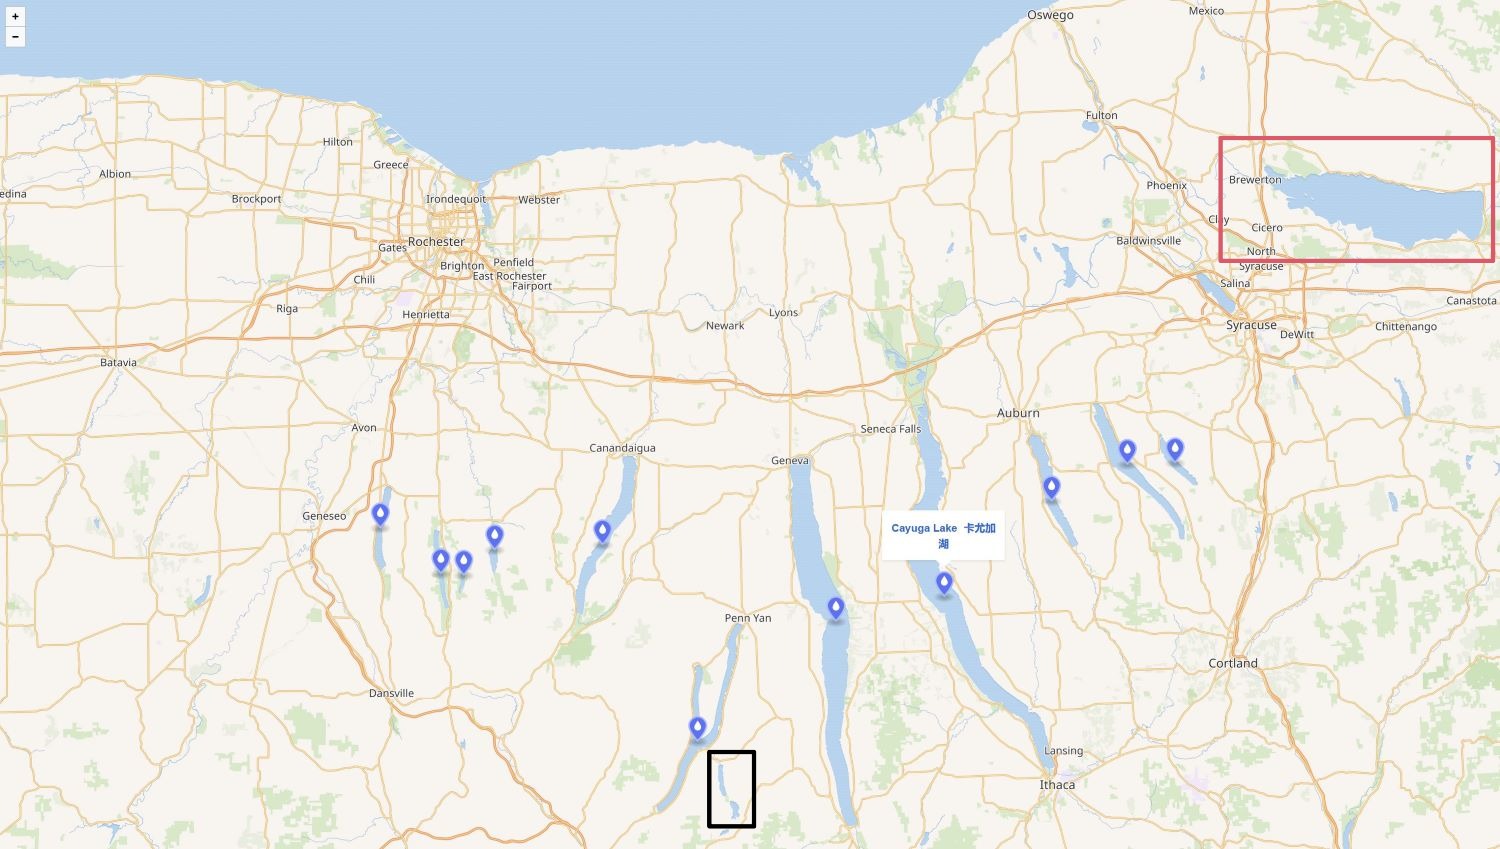 +
−
Oswego
Mexico
Fulton
Hilton
Greece
Albion
edina
Brockport
Irondequoit
Webster
Phoenix
Brewerton
Clay
Cicero
Baldwinsville
North
Syracuse
Rochester
Gates
Brighton
Penfield
East Rochester
Fairport
Chili
Riga
Henrietta
Salina
Canastota
Newark
Lyons
Syracuse
DeWitt
Chittenango
Batavia
Avon
Canandaigua
Geneva
Seneca Falls
Auburn
Geneseo
Cayuga Lake 卡尤加
湖
Penn Yan
Cortland
Dansville
Lansing
Ithaca